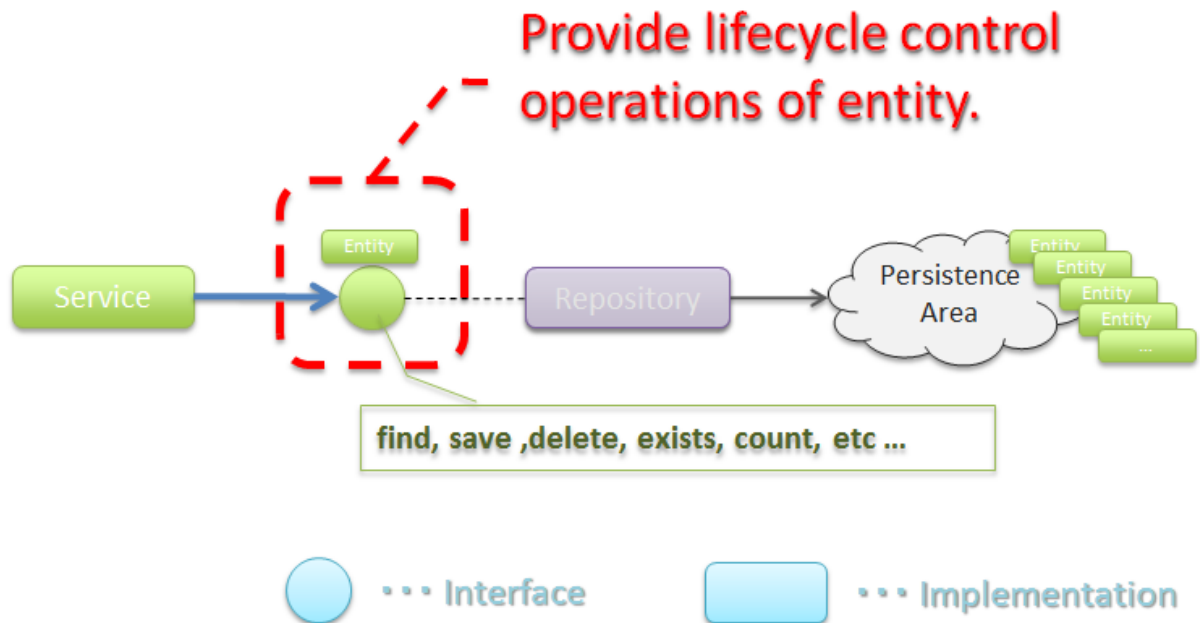 Provide lifecycle control
operations of entity.
Entity
Service
Repository
Persistence
Area
Entity
Entity
Entity
Entity
...
find, save ,delete, exists, count, etc ...
··· Interface
··· Implementation